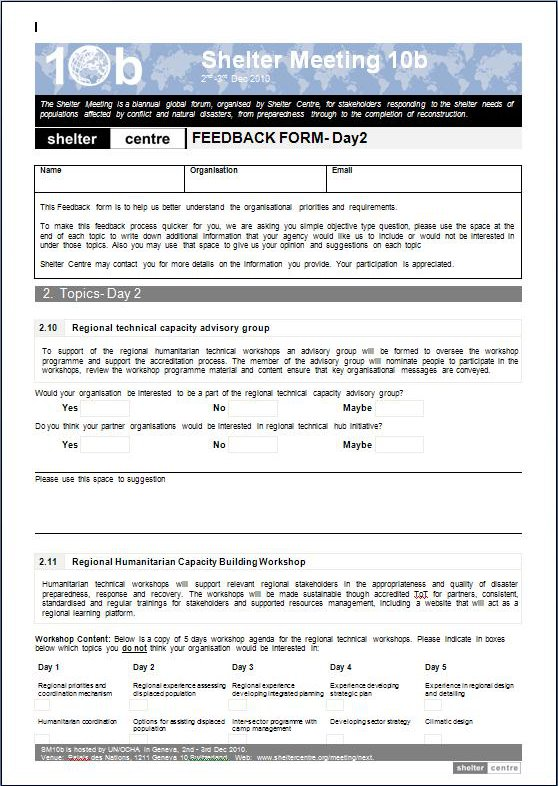 10b
Shelter Meeting 10b
2nd -3rd Dec 2010
The Shelter Meeting is a biannual global forum, organised by Shelter Centre, for stakeholders responding to the shelter needs of
populations affected by conflict and natural disasters, from preparedness through to the completion of reconstruction.
shelter centre FEEDBACK FORM- Day2
Name Organisation Email
This Feedback form is to help us better understand the organisational priorities and requirements.
To make this feedback process quicker for you, we are asking you simple objective type question, please use the space at the
end of each topic to write down additional information that your agency would like us to include or would not be interested in
under those topics. Also you may use that space to give us your opinion and suggestions on each topic
Shelter Centre may contact you for more details on the information you provide. Your participation is appreciated.
2. Topics- Day 2
2.10 Regional technical capacity advisory group
To support of the regional humanitarian technical workshops an advisory group will be formed to oversee the workshop
programme and support the accreditation process. The member of the advisory group will nominate people to participate in the
workshops, review the workshop programme material and content ensure that key organisational messages are conveyed.
Would your organisation be interested to be a part of the regional technical capacity advisory group?
Yes No Maybe
Do you think your partner organisations would be interested in regional technical hub initiative?
Yes No Maybe
Please use this space to suggestion
2.11 Regional Humanitarian Capacity Building Workshop
Humanitarian technical workshops will support relevant regional stakeholders in the appropriateness and quality of disaster
preparedness, response and recovery. The workshops will be made sustainable though accredited ToT for partners, consistent,
standardised and regular trainings for stakeholders and supported resources management, including a website that will act as a
regional learning platform.
Workshop Content: Below is a copy of 5 days workshop agenda for the regional technical workshops. Please indicate in boxes
below which topics you do not think your organisation would be interested in:
Day 1 Day 2 Day 3 Day 4 Day 5
Regional priorities and Regional experience assessing Regional experience Experience developing Experience in regional design
coordination mechanism displaced population developing integrated planning strategic plan and detailing
Humanitarian coordination Options for assisting displaced Inter-sector programme with Developing sector strategy Climatic design
population camp management
SM10b is hosted by UN/OCHA in Geneva, 2nd - 3rd Dec 2010.
Venue: Palais des Nations, 1211 Geneva 10 Switzerland. Web: www.sheltercentre.org/meeting/next.
shelter centre